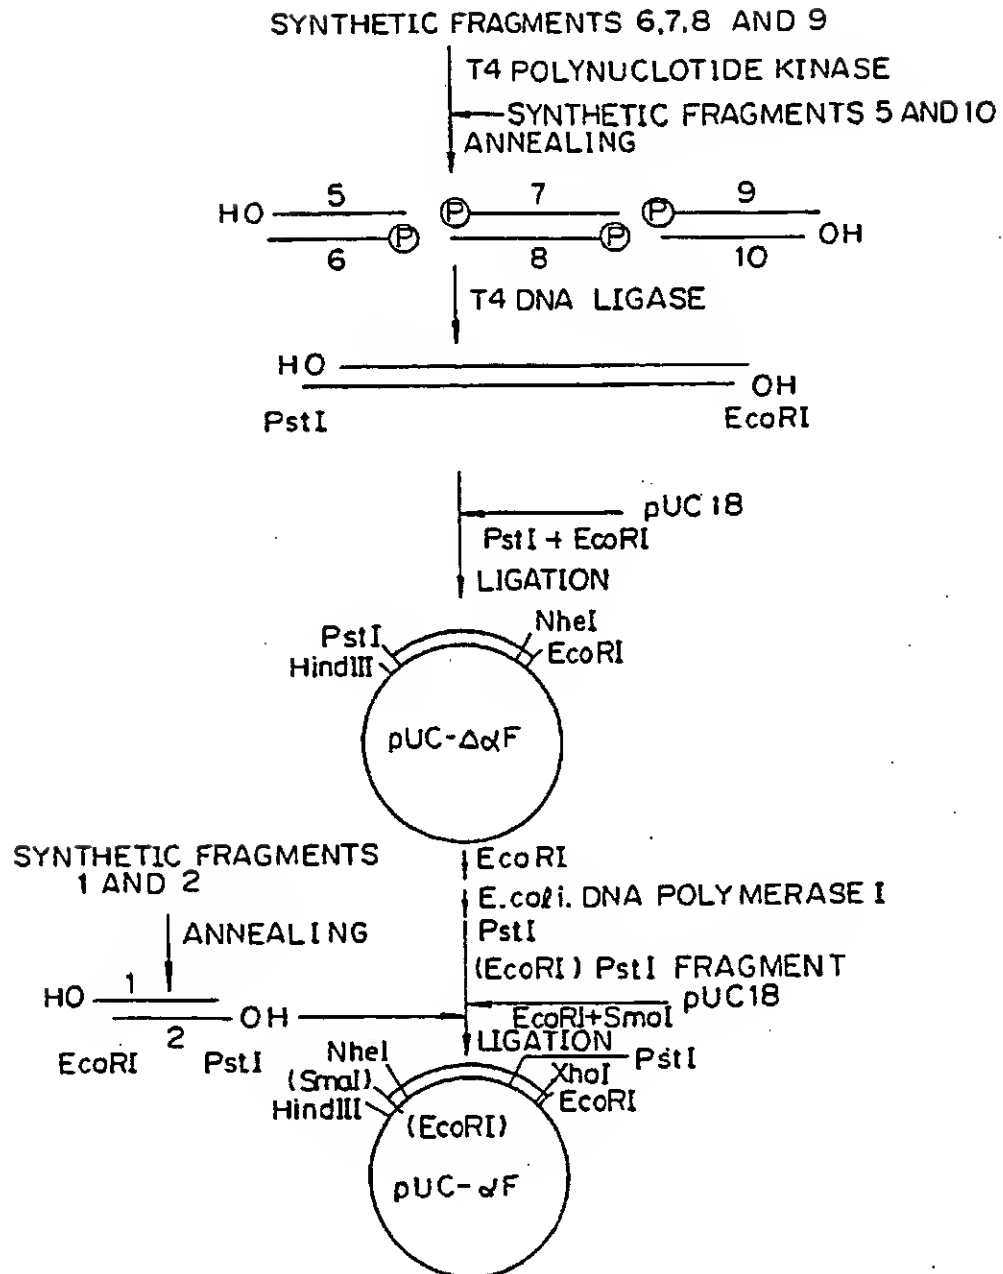 SYNTHETIC FRAGMENTS 6,7,8 AND 9
T4 POLYNUCLOTIDE KINASE
SYNTHETIC FRAGMENTS 5 AND 10
ANNEALING
5 7 9
HO P P
P P OH
6 8 10
T4 DNA LIGASE
HO
OH
PstI EcoRI
pUC18
PstI + EcoRI
LIGATION
PstI NheI
HindIII EcoRI
pUC-ΔαF
SYNTHETIC FRAGMENTS
1 AND 2
ANNEALING
EcoRI
E.coli. DNA POLYMERASE I
PstI
(EcoRI) PstI FRAGMENT
pUC18
EcoRI+SmaI
LIGATION
HO 1
2 OH
EcoRI PstI
NheI PstI
(SmaI) XhoI
HindIII EcoRI
(EcoRI)
pUC-αF